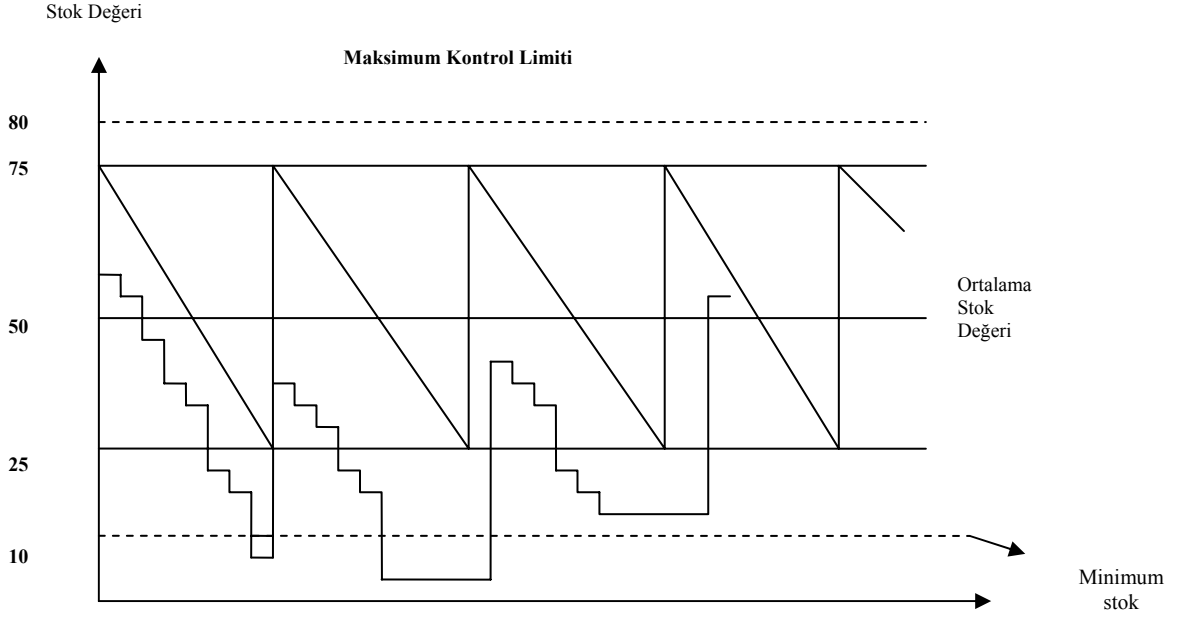 Stok Değeri
Maksimum Kontrol Limiti
80
75
50
25
10
Ortalama
Stok
Değeri
Minimum
stok